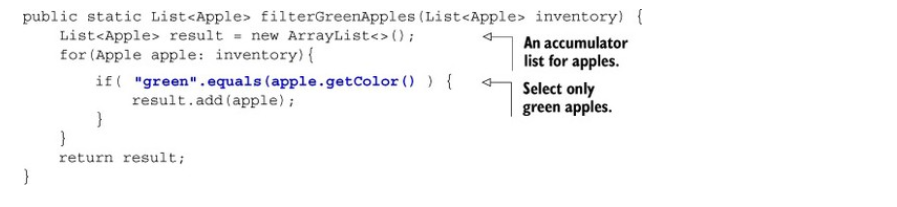 public static List<Apple> filterGreenApples(List<Apple> inventory) {
List<Apple> result = new ArrayList<>();
An accumulator
list for apples.
for(Apple apple: inventory){
if( "green".equals(apple.getColor() ) {
Select only
green apples.
result.add(apple);
}
}
return result;
}